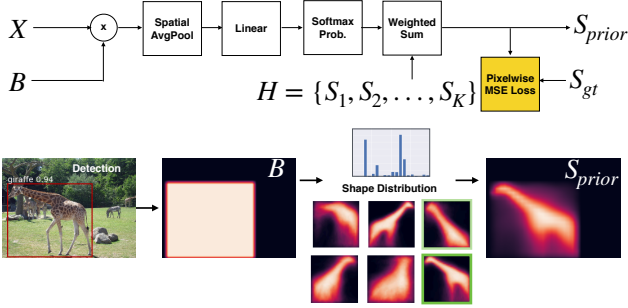 X
B
x
Spatial
AvgPool
Linear
Softmax
Prob.
Weighted
Sum
S_prior
H = {S_1, S_2, . . . , S_K}
Pixelwise
MSE Loss
S_gt
Detection
giraffe 0.94
B
Shape Distribution
S_prior